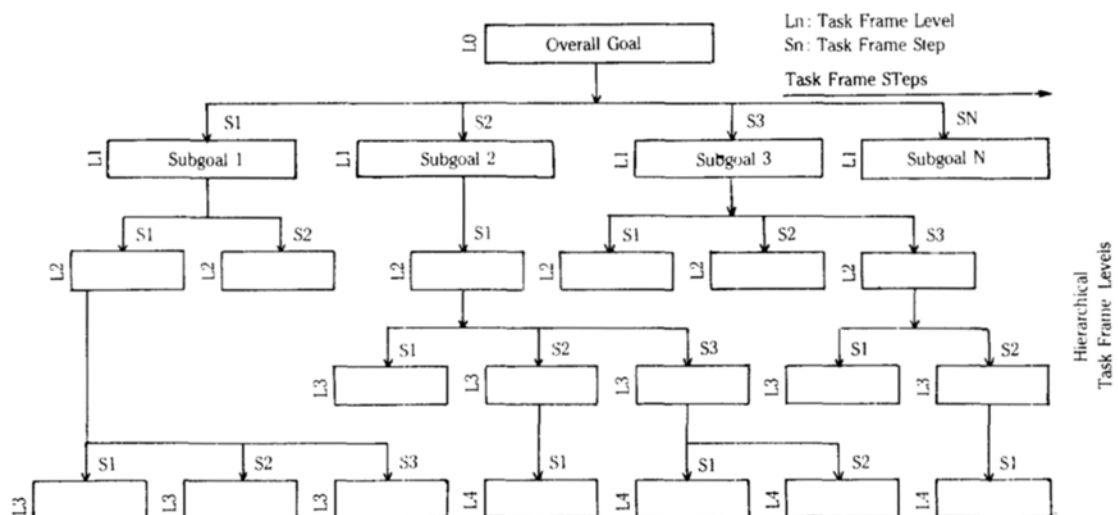 Ln: Task Frame Level
Sn: Task Frame Step
Task Frame STeps
L0
Overall Goal
S1
S2
S3
SN
L1
Subgoal 1
L1
Subgoal 2
L1
Subgoal 3
L1
Subgoal N
S1
S2
S1
S1
S2
S3
L2
L2
L2
L2
L2
L2
Hierarchical
Task Frame Levels
S1
S2
S3
S1
S2
L3
L3
L3
L3
L3
S1
S2
S3
S1
S1
S2
S1
L3
L3
L3
L4
L4
L4
L4